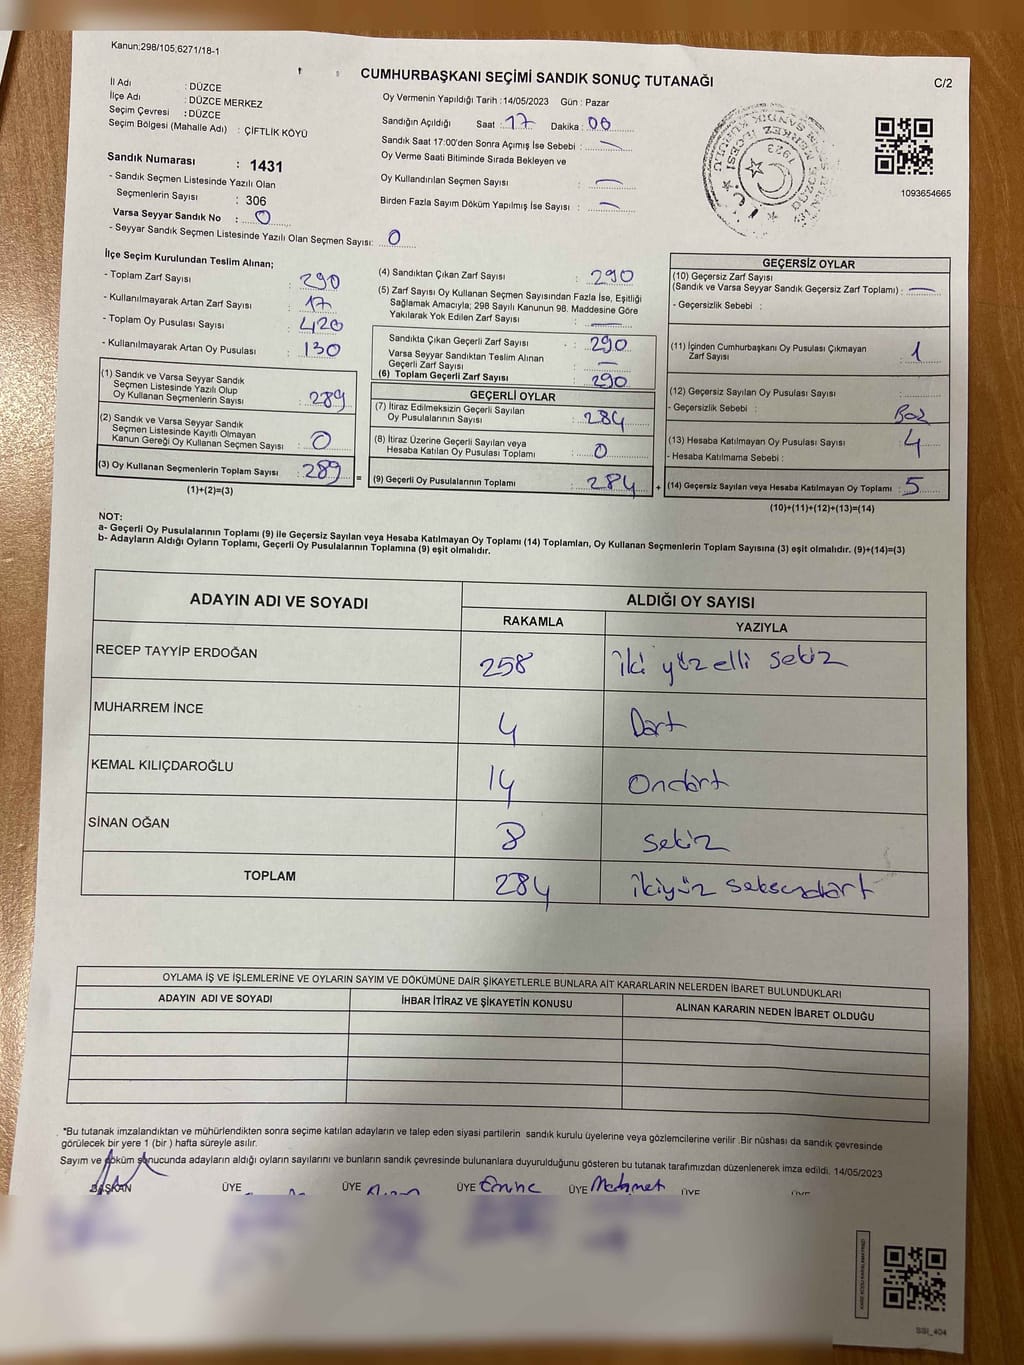 Kanun;298/105;6271/18-1
CUMHURBAŞKANI SEÇİMİ SANDIK SONUÇ TUTANAĞI
C/2
İl Adı : DÜZCE
İlçe Adı : DÜZCE MERKEZ
Seçim Çevresi : DÜZCE
Seçim Bölgesi (Mahalle Adı) : ÇİFTLİK KÖYÜ
Sandık Numarası : 1431
- Sandık Seçmen Listesinde Yazılı Olan
Seçmenlerin Sayısı : 306
Varsa Seyyar Sandık No : 0
- Seyyar Sandık Seçmen Listesinde Yazılı Olan Seçmen Sayısı: 0
Oy Vermenin Yapıldığı Tarih : 14/05/2023 Gün : Pazar
Sandığın Açıldığı Saat : 17 Dakika : 00
Sandık Saat 17:00'den Sonra Açımış İse Sebebi : —
Oy Verme Saati Bitiminde Sırada Bekleyen ve
Oy Kullandırılan Seçmen Sayısı : —
Birden Fazla Sayım Döküm Yapılmış İse Sayısı : —
1093654665
İlçe Seçim Kurulundan Teslim Alınan;
- Toplam Zarf Sayısı : 290
- Kullanılmayarak Artan Zarf Sayısı : 17
- Toplam Oy Pusulası Sayısı : 420
- Kullanılmayarak Artan Oy Pusulası : 130
(1) Sandık ve Varsa Seyyar Sandık
Seçmen Listesinde Yazılı Olup
Oy Kullanan Seçmenlerin Sayısı : 289
(2) Sandık ve Varsa Seyyar Sandık
Seçmen Listesinde Kayıtlı Olmayan
Kanun Gereği Oy Kullanan Seçmen Sayısı : 0
(3) Oy Kullanan Seçmenlerin Toplam Sayısı : 289
(1)+(2)=(3)
(4) Sandıktan Çıkan Zarf Sayısı : 290
(5) Zarf Sayısı Oy Kullanan Seçmen Sayısından Fazla İse, Eşitliği
Sağlamak Amacıyla; 298 Sayılı Kanunun 98. Maddesine Göre
Yakılarak Yok Edilen Zarf Sayısı : —
Sandıkta Çıkan Geçerli Zarf Sayısı : 290
Varsa Seyyar Sandıktan Teslim Alınan
Geçerli Zarf Sayısı : —
(6) Toplam Geçerli Zarf Sayısı : 290
GEÇERLİ OYLAR
(7) İtiraz Edilmeksizin Geçerli Sayılan
Oy Pusulalarının Sayısı : 284
(8) İtiraz Üzerine Geçerli Sayılan veya
Hesaba Katılan Oy Pusulası Toplamı : 0
= (9) Geçerli Oy Pusulalarının Toplamı : 284
GEÇERSİZ OYLAR
(10) Geçersiz Zarf Sayısı
(Sandık ve Varsa Seyyar Sandık Geçersiz Zarf Toplamı) : —
- Geçersizlik Sebebi :
(11) İçinden Cumhurbaşkanı Oy Pusulası Çıkmayan
Zarf Sayısı : 1
(12) Geçersiz Sayılan Oy Pusulası Sayısı :
- Geçersizlik Sebebi : Boz
(13) Hesaba Katılmayan Oy Pusulası Sayısı : 4
- Hesaba Katılmama Sebebi :
+ (14) Geçersiz Sayılan veya Hesaba Katılmayan Oy Toplamı : 5
(10)+(11)+(12)+(13)=(14)
NOT:
a- Geçerli Oy Pusulalarının Toplamı (9) ile Geçersiz Sayılan veya Hesaba Katılmayan Oy Toplamı (14) Toplamları, Oy Kullanan Seçmenlerin Toplam Sayısına (3) eşit olmalıdır. (9)+(14)=(3)
b- Adayların Aldığı Oyların Toplamı, Geçerli Oy Pusulalarının Toplamına (9) eşit olmalıdır.
ADAYIN ADI VE SOYADI ALDIĞI OY SAYISI
RAKAMLA YAZIYLA
RECEP TAYYİP ERDOĞAN 258 iki yüz elli sekiz
MUHARREM İNCE 4 Dört
KEMAL KILIÇDAROĞLU 14 Ondört
SİNAN OĞAN 8 sekiz
TOPLAM 284 ikiyüz seksendört
OYLAMA İŞ VE İŞLEMLERİNE VE OYLARIN SAYIM VE DÖKÜMÜNE DAİR ŞİKAYETLERLE BUNLARA AİT KARARLARIN NELERDEN İBARET BULUNDUKLARI
ADAYIN ADI VE SOYADI İHBAR İTİRAZ VE ŞİKAYETİN KONUSU ALINAN KARARIN NEDEN İBARET OLDUĞU
*Bu tutanak imzalandıktan ve mühürlendikten sonra seçime katılan adayların ve talep eden siyasi partilerin sandık kurulu üyelerine veya gözlemcilerine verilir .Bir nüshası da sandık çevresinde
görülecek bir yere 1 (bir ) hafta süreyle asılır.
Sayım ve döküm sonucunda adayların aldığı oyların sayılarını ve bunların sandık çevresinde bulunanlara duyurulduğunu gösteren bu tutanak tarafımızdan düzenlenerek imza edildi. 14/05/2023
BAŞKAN ÜYE ÜYE ÜYE Emine ÜYE Mehmet ÜYE ÜYE
SSI_404